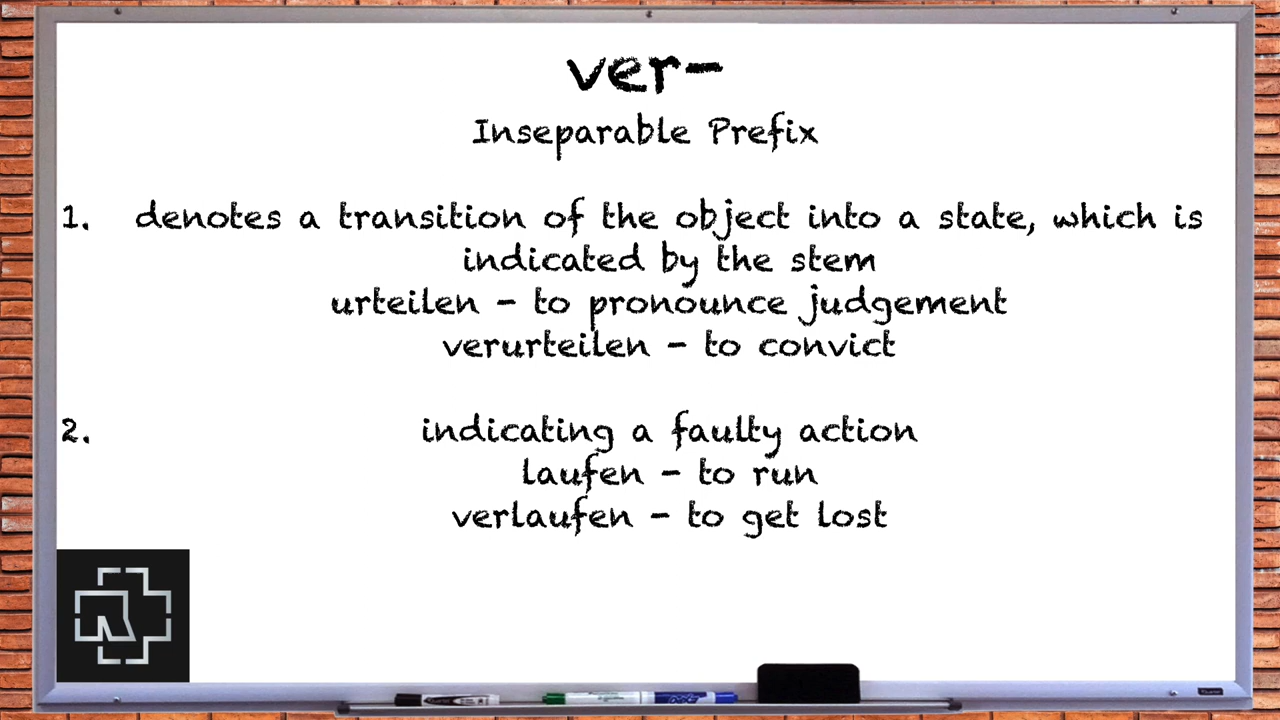 ver-
Inseparable Prefix
1. denotes a transition of the object into a state, which is
indicated by the stem
urteilen - to pronounce judgement
verurteilen - to convict
2. indicating a faulty action
laufen - to run
verlaufen - to get lost